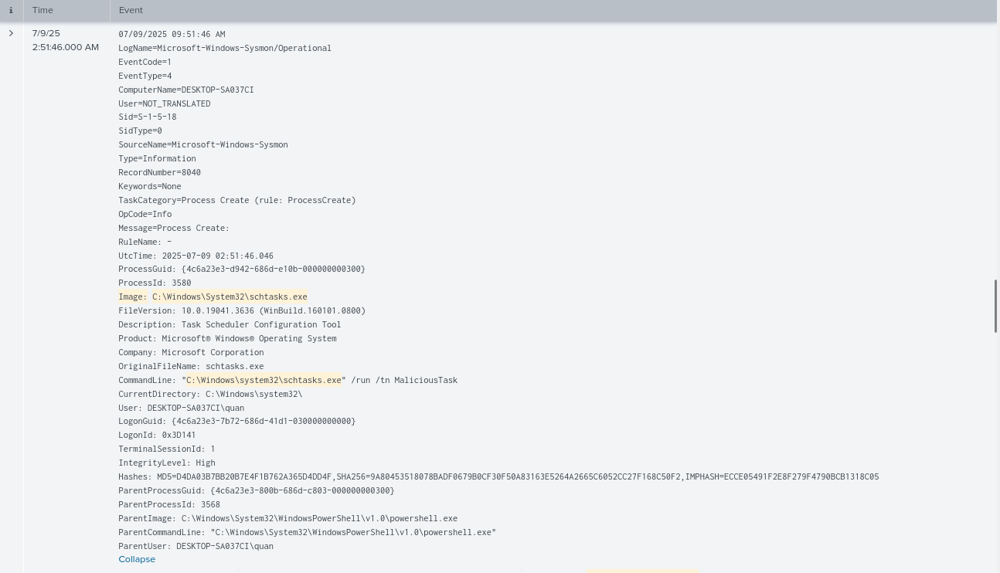 i Time Event
7/9/25
2:51:46.000 AM
07/09/2025 09:51:46 AM
LogName=Microsoft-Windows-Sysmon/Operational
EventCode=1
EventType=4
ComputerName=DESKTOP-SA037CI
User=NOT_TRANSLATED
Sid=S-1-5-18
SidType=0
SourceName=Microsoft-Windows-Sysmon
Type=Information
RecordNumber=8040
Keywords=None
TaskCategory=Process Create (rule: ProcessCreate)
OpCode=Info
Message=Process Create:
RuleName: -
UtcTime: 2025-07-09 02:51:46.046
ProcessGuid: {4c6a23e3-d942-686d-e10b-000000000300}
ProcessId: 3580
Image: C:\Windows\System32\schtasks.exe
FileVersion: 10.0.19041.3636 (WinBuild.160101.0800)
Description: Task Scheduler Configuration Tool
Product: Microsoft® Windows® Operating System
Company: Microsoft Corporation
OriginalFileName: schtasks.exe
CommandLine: "C:\Windows\system32\schtasks.exe" /run /tn MaliciousTask
CurrentDirectory: C:\Windows\system32\
User: DESKTOP-SA037CI\quan
LogonGuid: {4c6a23e3-7b72-686d-41d1-030000000000}
LogonId: 0x3D141
TerminalSessionId: 1
IntegrityLevel: High
Hashes: MD5=D4DA03B7BB20B7E4F1B762A365D4DD4F,SHA256=9A80453518078BADF0679B0CF30F50A83163E5264A2665C6052CC27F168C50F2,IMPHASH=ECCE05491F2E8F279F4790BCB1318C05
ParentProcessGuid: {4c6a23e3-800b-686d-c803-000000000300}
ParentProcessId: 3568
ParentImage: C:\Windows\System32\WindowsPowerShell\v1.0\powershell.exe
ParentCommandLine: "C:\Windows\System32\WindowsPowerShell\v1.0\powershell.exe"
ParentUser: DESKTOP-SA037CI\quan
Collapse